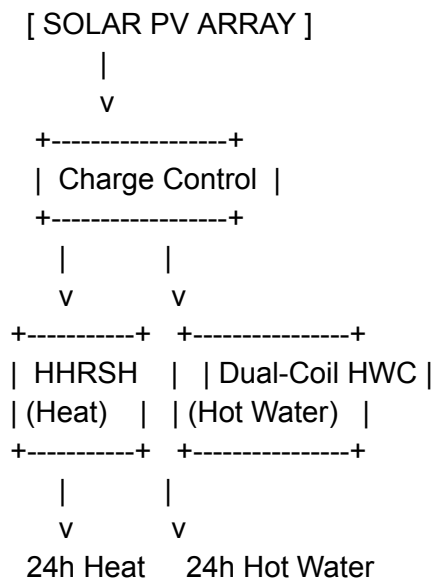 [ SOLAR PV ARRAY ]
|
v
+------------------+
| Charge Control |
+------------------+
| |
v v
+-----------+ +----------------+
| HHRSH | | Dual-Coil HWC |
| (Heat) | | (Hot Water) |
+-----------+ +----------------+
| |
v v
24h Heat 24h Hot Water